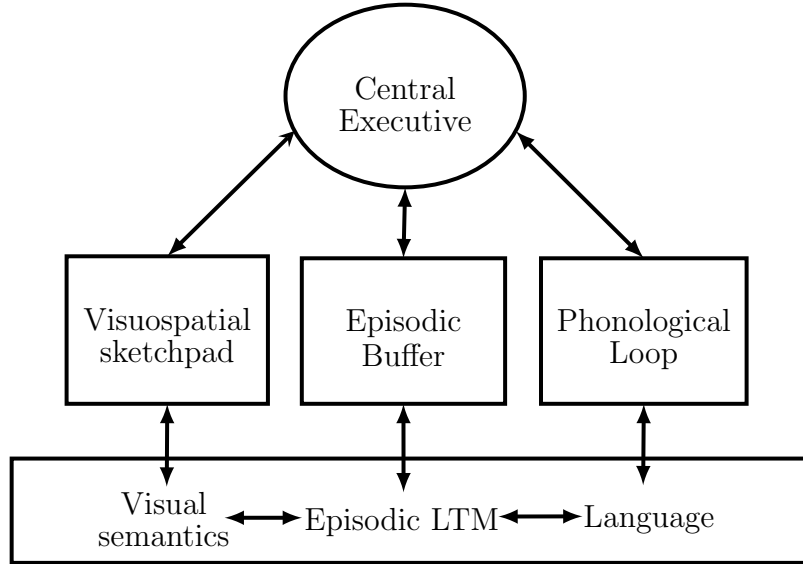 Central
Executive
Visuospatial
sketchpad
Episodic
Buffer
Phonological
Loop
Visual
semantics
Episodic LTM
Language